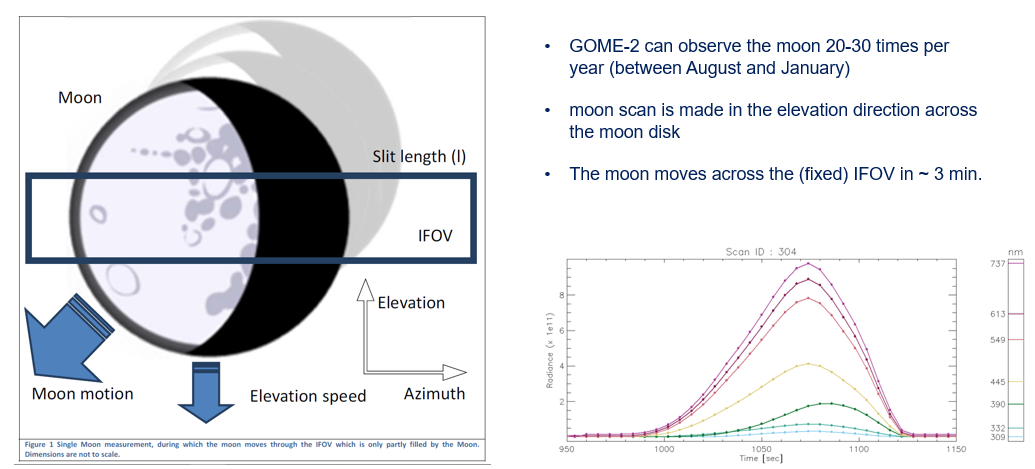 Moon
Slit length (l)
IFOV
Elevation
Moon motion
Elevation speed
Azimuth
Figure 1 Single Moon measurement, during which the moon moves through the IFOV which is only partly filled by the Moon.
Dimensions are not to scale.
• GOME-2 can observe the moon 20-30 times per
year (between August and January)
• moon scan is made in the elevation direction across
the moon disk
• The moon moves across the (fixed) IFOV in ~ 3 min.
Scan ID : 304
nm
Radiance (x 1e11)
8
6
4
2
950 1000 1050 1100 1150
Time [sec]
737
613
549
445
390
332
309